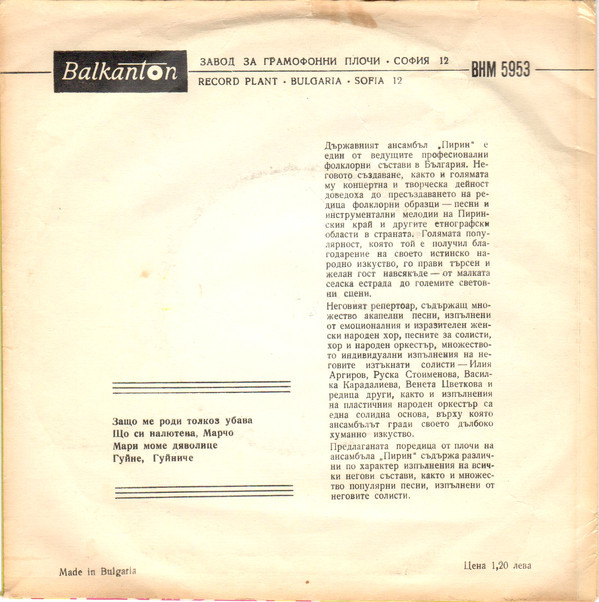 Balkanton
ЗАВОД ЗА ГРАМОФОННИ ПЛОЧИ · СОФИЯ 12
RECORD PLANT · BULGARIA · SOFIA 12
ВНМ 5953
Държавният ансамбъл „Пирин“ е
един от ведущите професионални
фолклорни състави в България. Не-
говото създаване, както и голямата
му концертна и творческа дейност
доведоха до пресъздаването на ре-
дица фолклорни образци — песни и
инструментални мелодии на Пирин-
ския край и другите етнографски
области в страната. Голямата попу-
лярност, която той е получил бла-
годарение на своето истинско на-
родно изкуство, го прави търсен и
желан гост навсякъде — от малката
селска естрада до големите светов-
ни сцени.
Неговият репертоар, съдържащ мно-
жество акапелни песни, изпълнени
от емоционалния и изразителен жен-
ски народен хор, песните за солисти,
хор и народен оркестър, множество-
то индивидуални изпълнения на не-
говите изтъкнати солисти — Илия
Аргиров, Руска Стоименова, Васил-
ка Карадалиева, Венета Цветкова и
редица други, както и изпълнения
на пластичния народен оркестър са
една солидна основа, върху която
ансамбълът гради своето дълбоко
хуманно изкуство.
Предлаганата поредица от плочи на
ансамбъла „Пирин“ съдържа различ-
ни по характер изпълнения на всич-
ки негови състави, както и множес-
тво популярни песни, изпълнени от
неговите солисти.
Защо ме роди толкоз убава
Що си налютена, Марчо
Мари моме дяволице
Гуйне, Гуйниче
Made in Bulgaria
Цена 1,20 лева